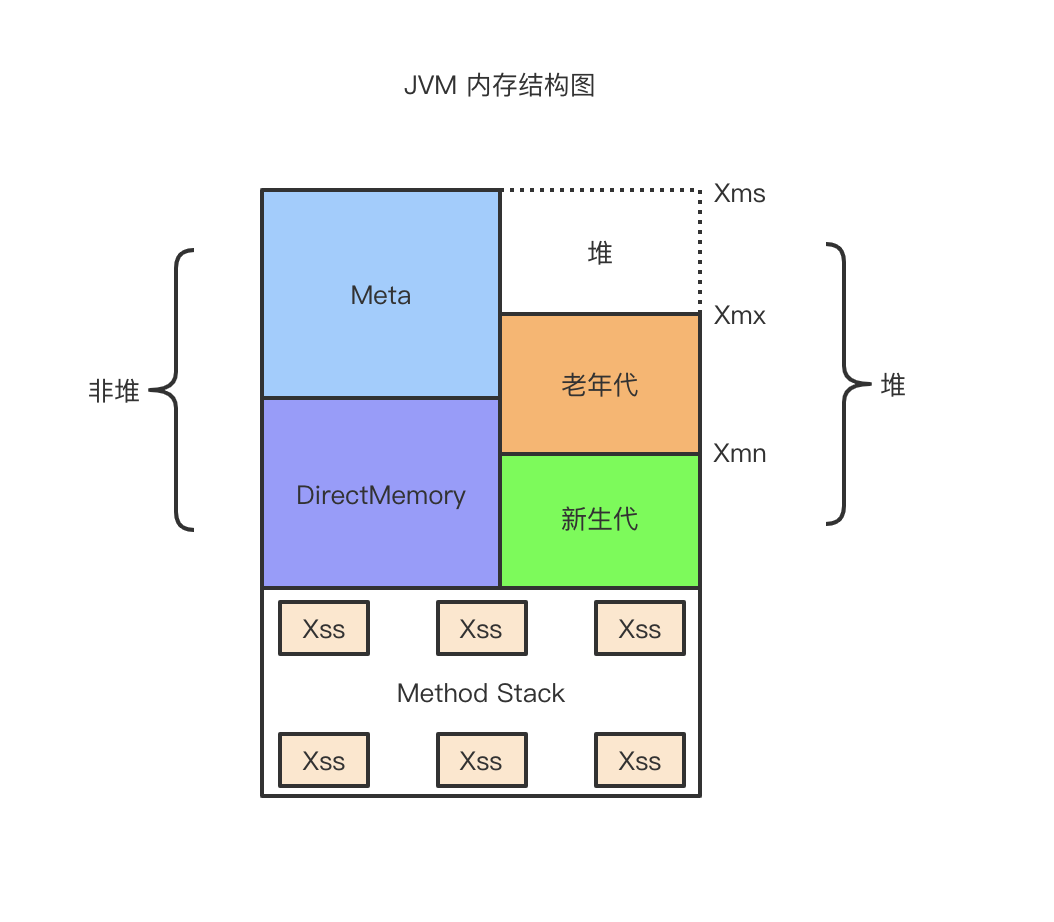 JVM 内存结构图
Xms
堆
Meta
Xmx
非堆
老年代
堆
Xmn
DirectMemory
新生代
Xss Xss Xss
Method Stack
Xss Xss Xss